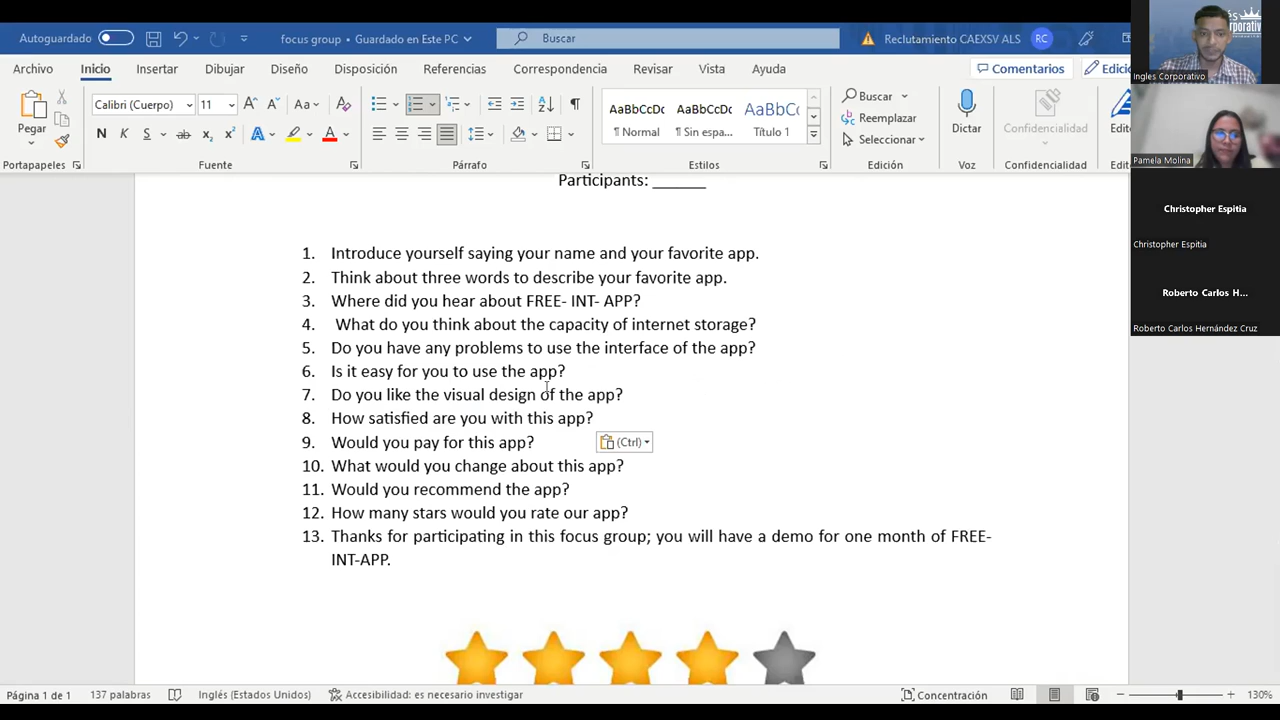 Autoguardado
focus group • Guardado en Este PC
Buscar
Reclutamiento CAEXSV ALS
RC
Archivo Inicio Insertar Dibujar Diseño Disposición Referencias Correspondencia Revisar Vista Ayuda
Comentarios
Edición
Pegar
Calibri (Cuerpo) 11
AaBbCcDc AaBbCcDc AaBbCc
¶ Normal ¶ Sin espa... Título 1
Buscar
Reemplazar
Seleccionar
Dictar
Confidencialidad
Portapapeles Fuente Párrafo Estilos Edición Voz Confidencialidad
Ingles Corporativo
Pamela Molina
Christopher Espitia
Christopher Espitia
Roberto Carlos H...
Roberto Carlos Hernández Cruz
Participants: ______
1. Introduce yourself saying your name and your favorite app.
2. Think about three words to describe your favorite app.
3. Where did you hear about FREE- INT- APP?
4. What do you think about the capacity of internet storage?
5. Do you have any problems to use the interface of the app?
6. Is it easy for you to use the app?
7. Do you like the visual design of the app?
8. How satisfied are you with this app?
9. Would you pay for this app?
(Ctrl)
10. What would you change about this app?
11. Would you recommend the app?
12. How many stars would you rate our app?
13. Thanks for participating in this focus group; you will have a demo for one month of FREE-
INT-APP.
Página 1 de 1 137 palabras Inglés (Estados Unidos) Accesibilidad: es necesario investigar
Concentración
130%